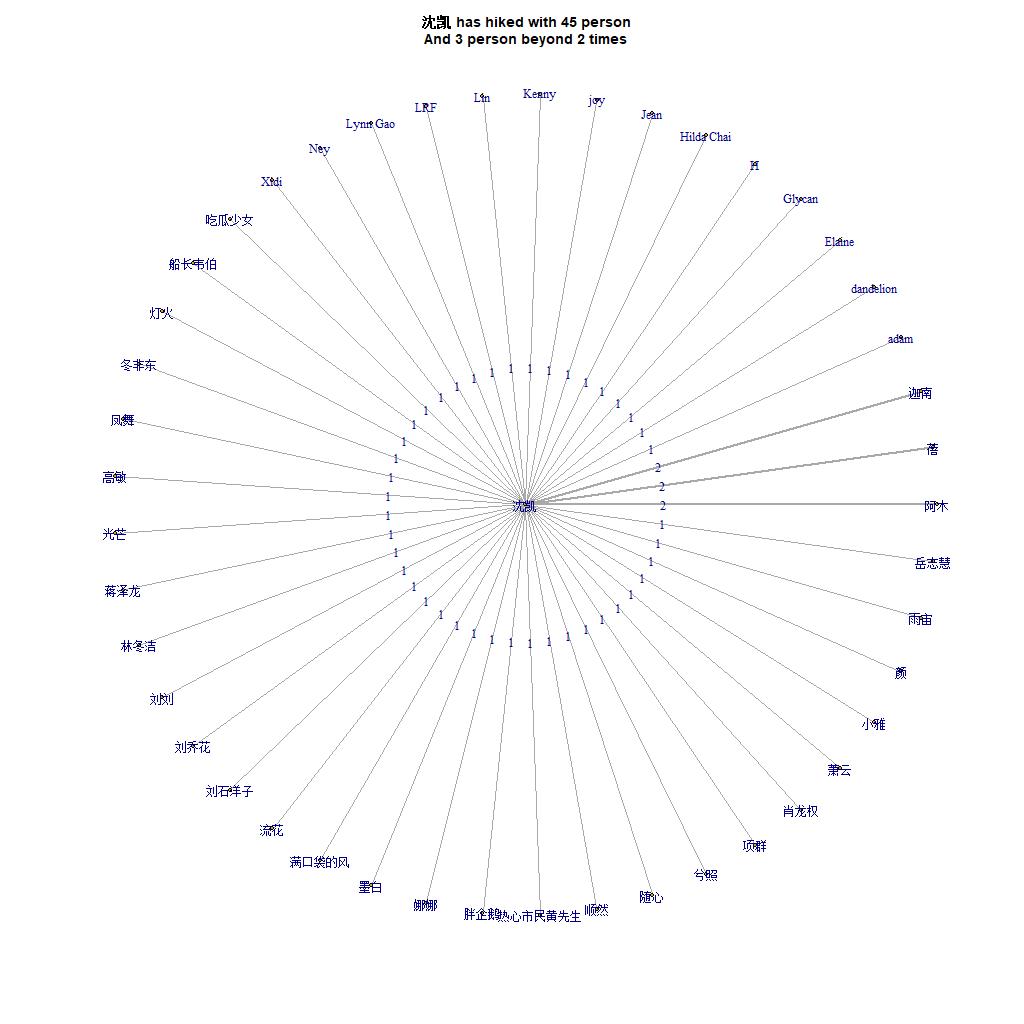 沈凯 has hiked with 45 person
And 3 person beyond 2 times
Kenny
Lin
joy
LRF
Jean
Lynn Gao
Hilda Chai
Ney
H
Xidi
Glycan
吃瓜少女
Elaine
船长韦伯
dandelion
灯火
adam
冬非东
迦南
凤舞
蓓
高敏
阿木
光芒
岳志慧
蒋泽龙
雨宙
林冬洁
颜
刘刘
小雅
刘乔花
萧云
刘石羊子
肖龙权
流花
项群
满口袋的风
兮照
墨白
随心
娜娜
顺然
胖企鹅
热心市民黄先生
沈凯
1 1 1 1 1 1 1 1 1 1 1 1 1 2 2 2 1 1 1 1 1 1 1 1 1 1 1 1 1 1 1 1 1 1 1 1 1 1 1 1 1 1 1 1 1